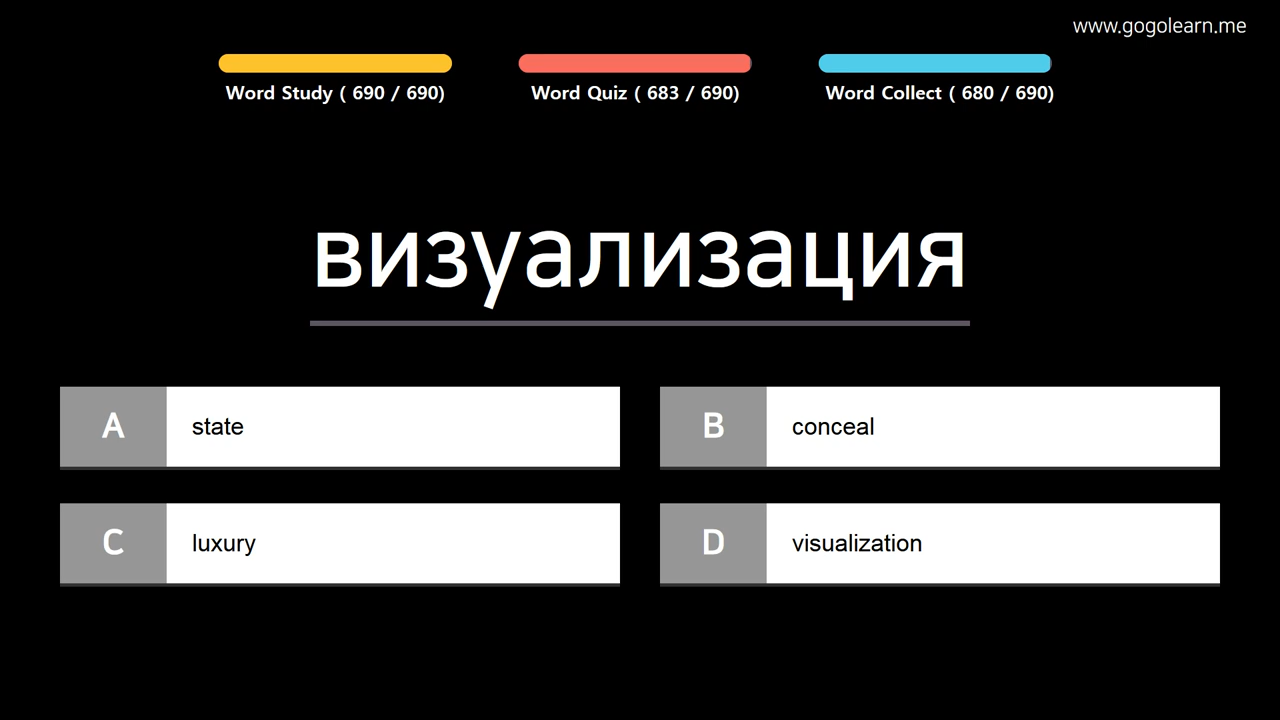 www.gogolearn.me
Word Study ( 690 / 690)
Word Quiz ( 683 / 690)
Word Collect ( 680 / 690)
визуализация
A state
B conceal
C luxury
D visualization